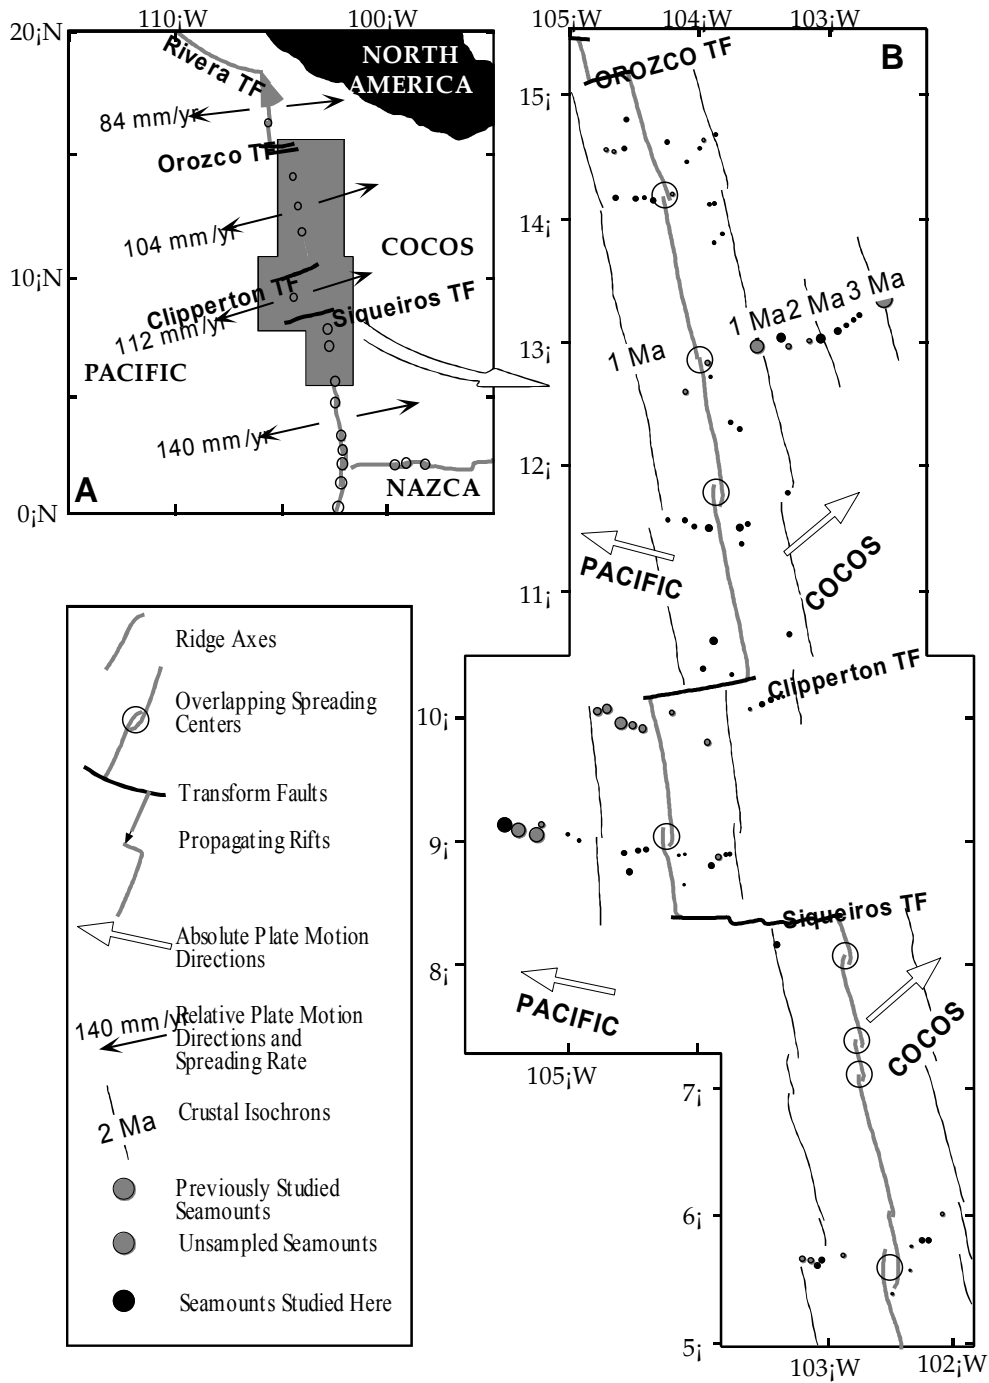 110¡W
100¡W
20¡N
10¡N
0¡N
Rivera TF
NORTH
AMERICA
84 mm/yr
Orozco TF
104 mm/yr
COCOS
Clipperton TF
Siqueiros TF
112 mm/yr
PACIFIC
140 mm/yr
NAZCA
A
105¡W
104¡W
103¡W
B
OROZCO TF
15¡
14¡
13¡
12¡
11¡
10¡
9¡
8¡
7¡
6¡
5¡
1 Ma
1 Ma
2 Ma
3 Ma
PACIFIC
COCOS
Clipperton TF
Siqueiros TF
PACIFIC
COCOS
105¡W
103¡W
102¡W
Ridge Axes
Overlapping Spreading
Centers
Transform Faults
Propagating Rifts
Absolute Plate Motion
Directions
140 mm/yr
Relative Plate Motion
Directions and
Spreading Rate
2 Ma
Crustal Isochrons
Previously Studied
Seamounts
Unsampled Seamounts
Seamounts Studied Here